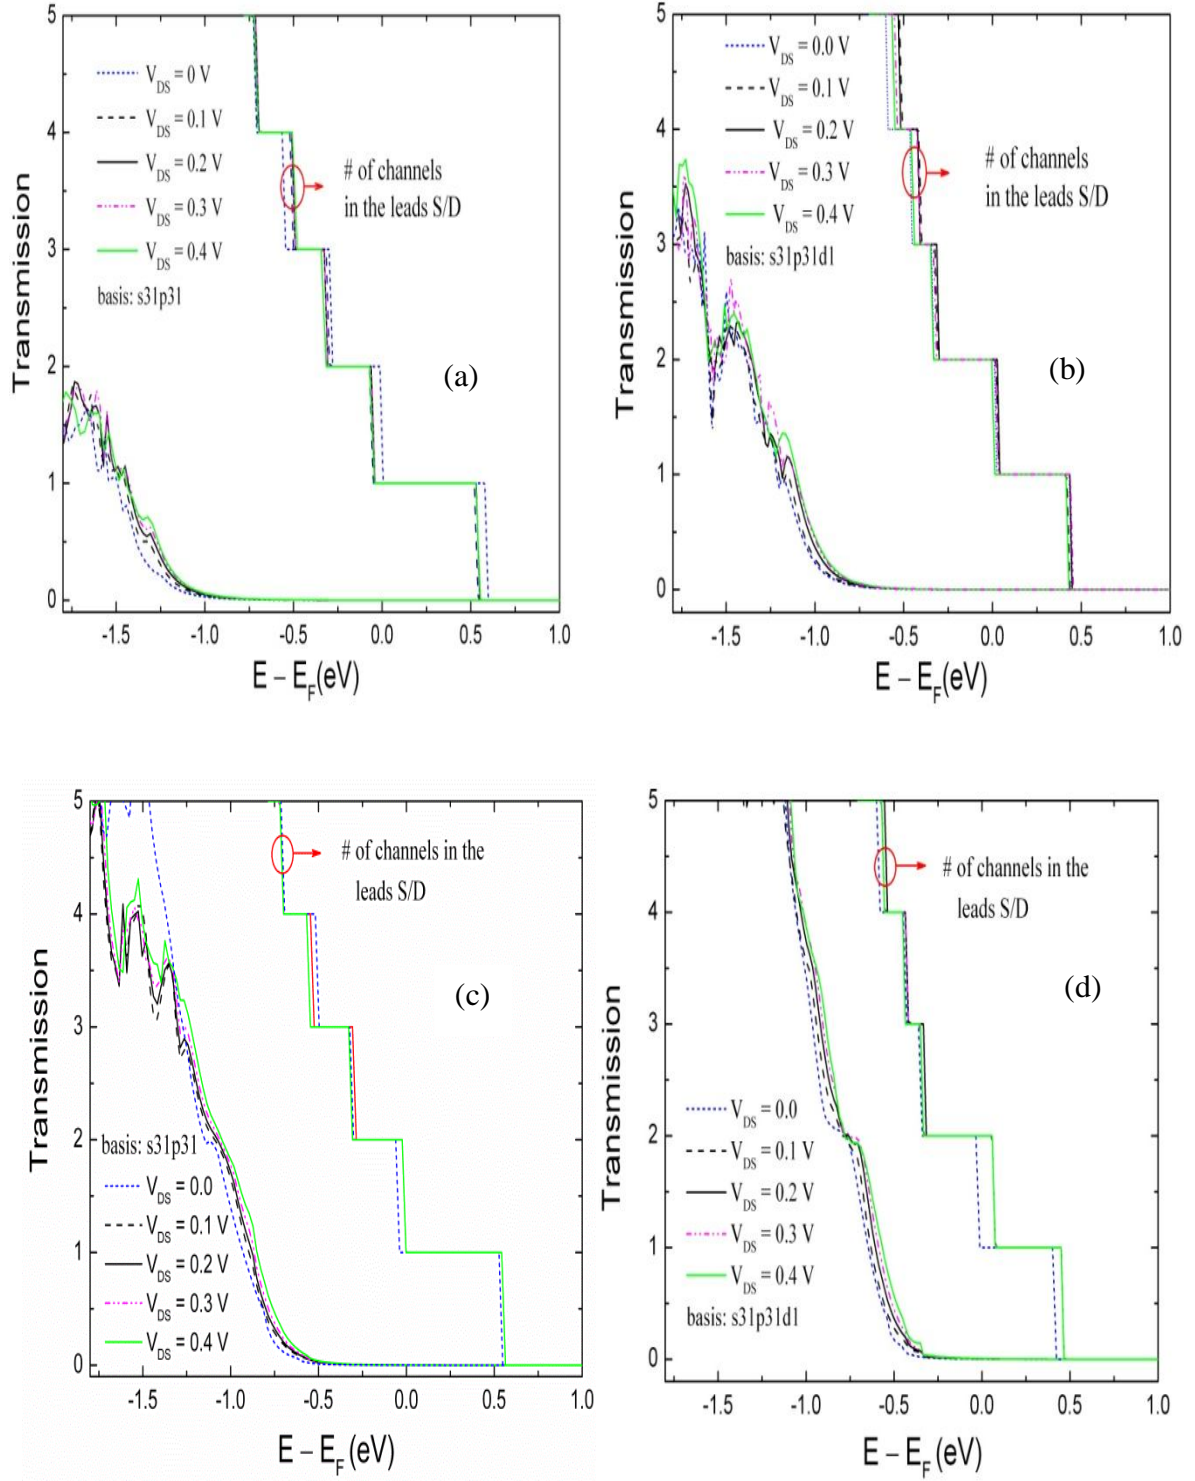 5
4
3
2
1
0
Transmission
V_DS = 0 V
V_DS = 0.1 V
V_DS = 0.2 V
V_DS = 0.3 V
V_DS = 0.4 V
basis: s31p31
# of channels
in the leads S/D
(a)
-1.5 -1.0 -0.5 0.0 0.5 1.0
E – E_F(eV)
5
4
3
2
1
0
Transmission
V_DS = 0.0 V
V_DS = 0.1 V
V_DS = 0.2 V
V_DS = 0.3 V
V_DS = 0.4 V
basis: s31p31d1
# of channels
in the leads S/D
(b)
-1.5 -1.0 -0.5 0.0 0.5 1.0
E – E_F(eV)
5
4
3
2
1
0
Transmission
# of channels in the
leads S/D
(c)
basis: s31p31
V_DS = 0.0
V_DS = 0.1 V
V_DS = 0.2 V
V_DS = 0.3 V
V_DS = 0.4 V
-1.5 -1.0 -0.5 0.0 0.5 1.0
E – E_F(eV)
5
4
3
2
1
0
Transmission
# of channels in the
leads S/D
(d)
V_DS = 0.0
V_DS = 0.1 V
V_DS = 0.2 V
V_DS = 0.3 V
V_DS = 0.4 V
basis: s31p31d1
-1.5 -1.0 -0.5 0.0 0.5 1.0
E – E_F(eV)